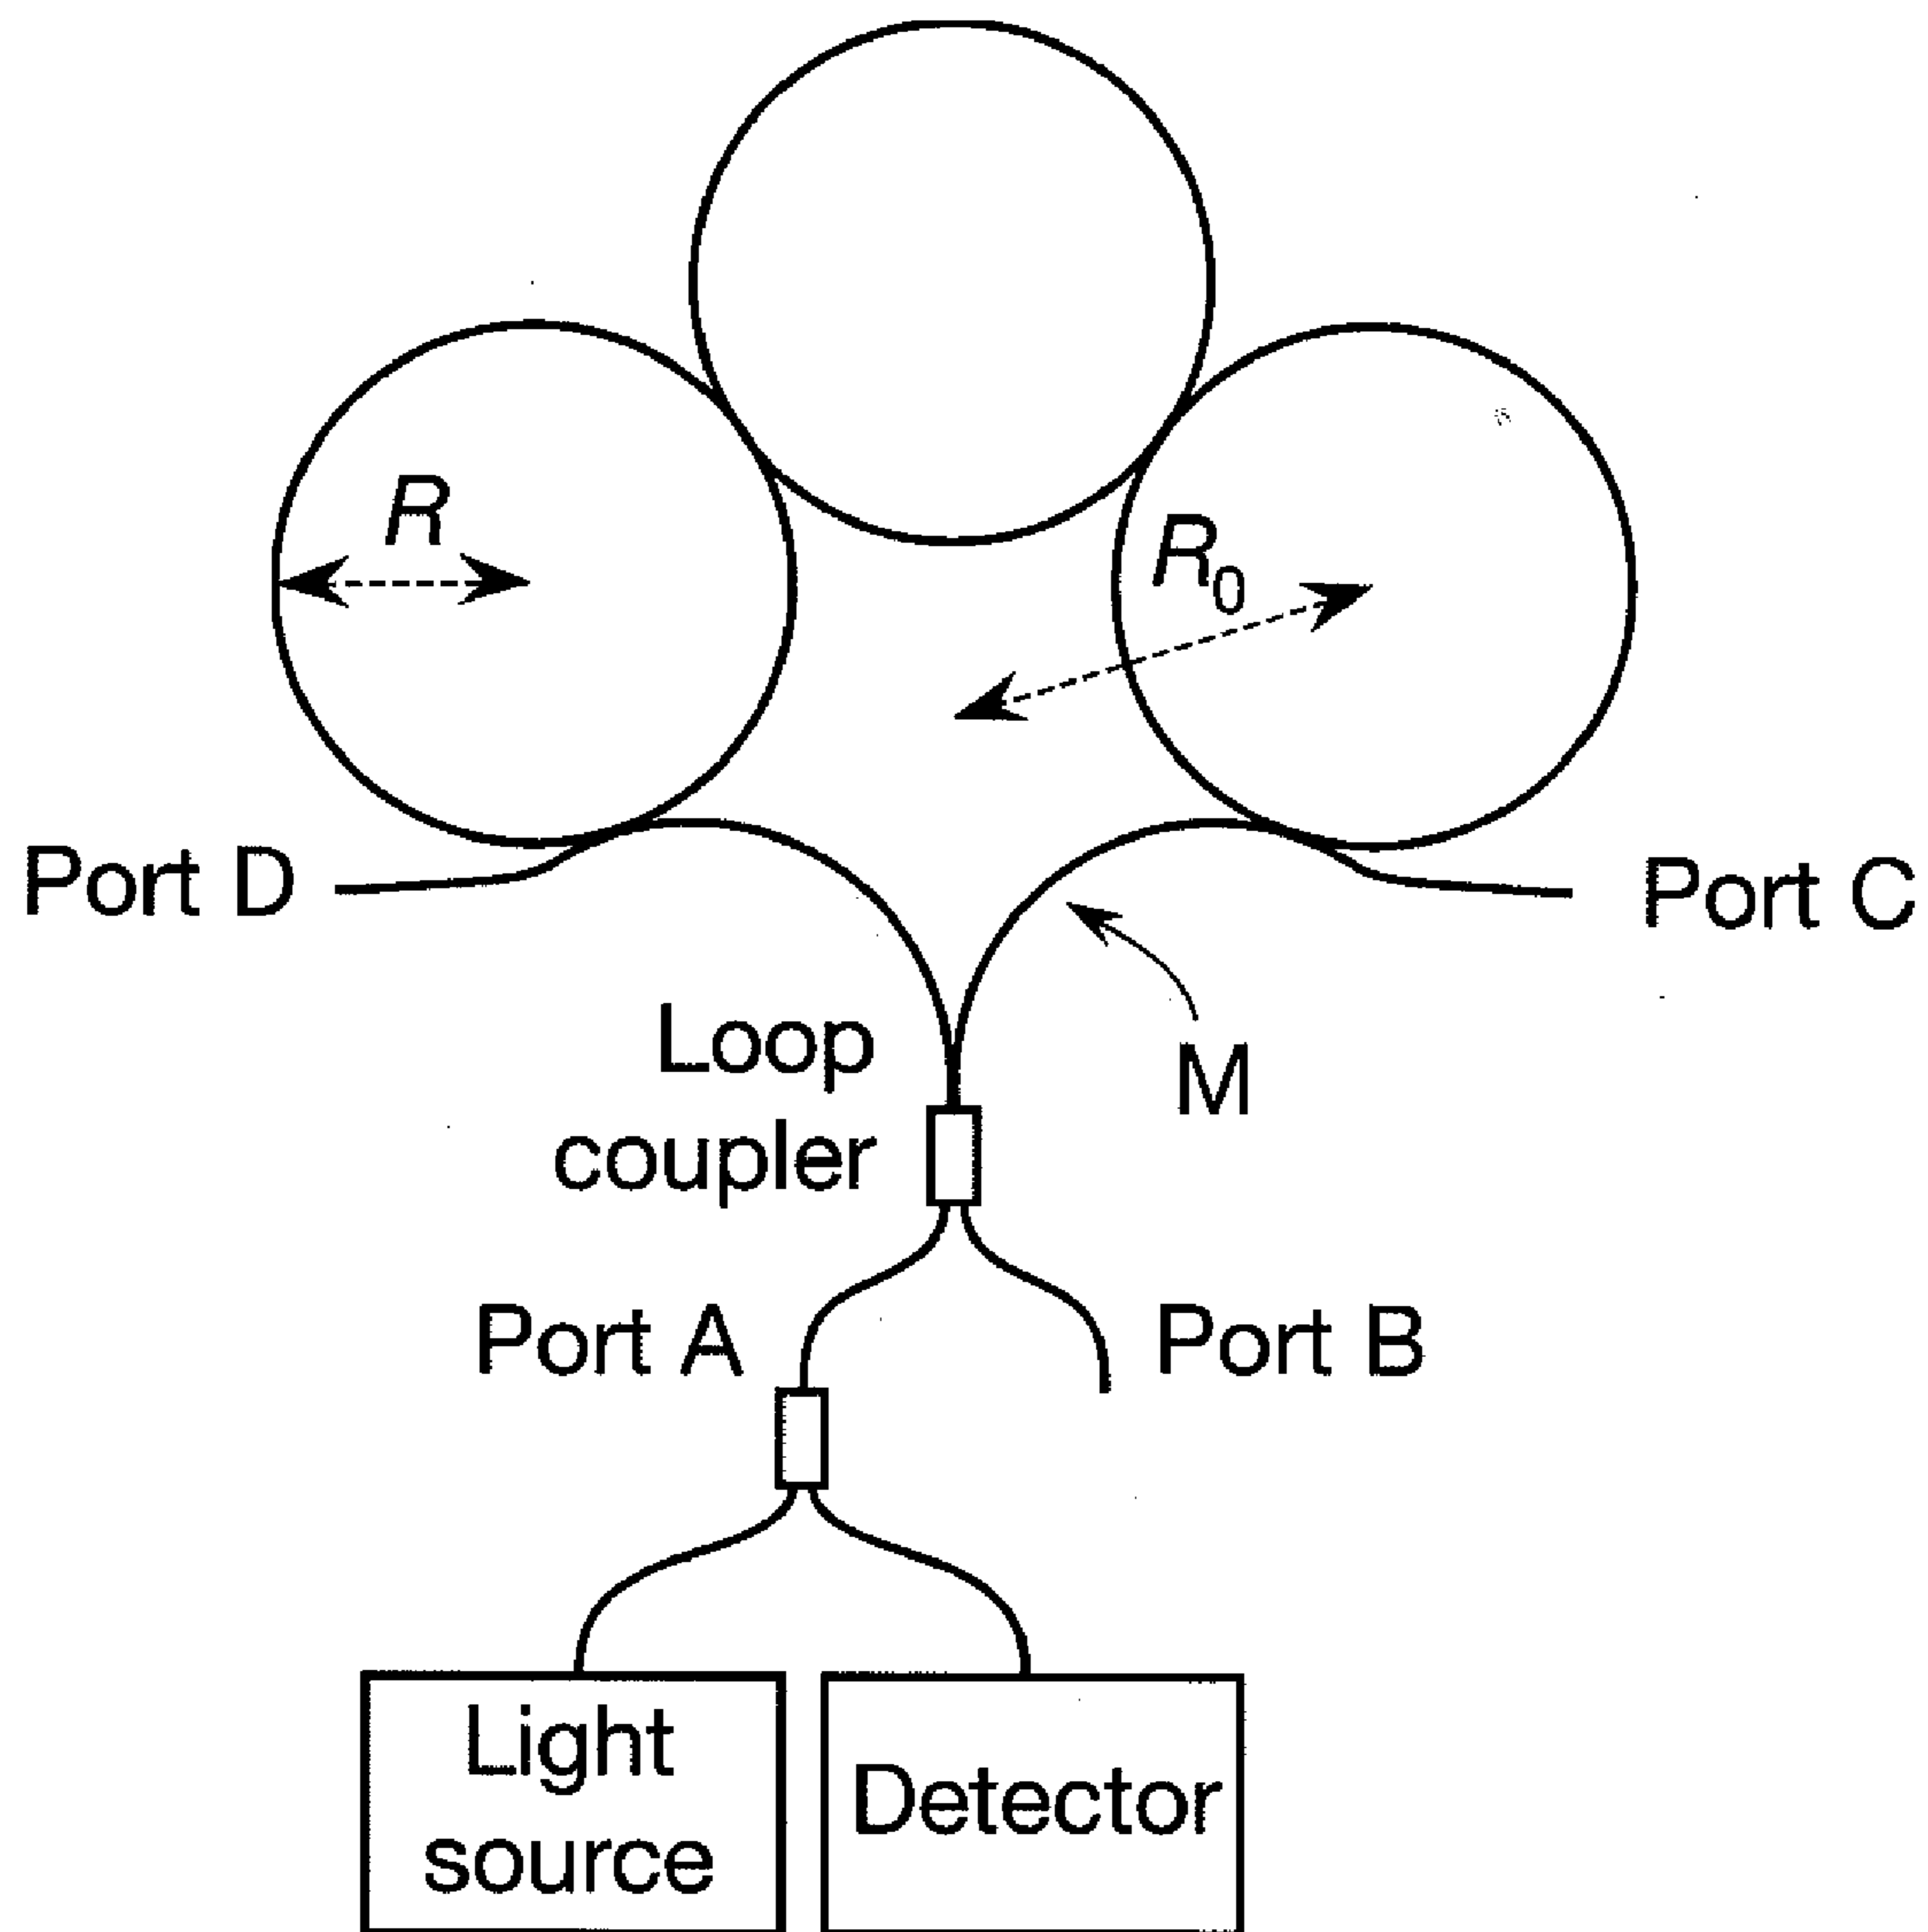 R
R0
Port D
Port C
Loop
coupler
M
Port A
Port B
Light
source
Detector